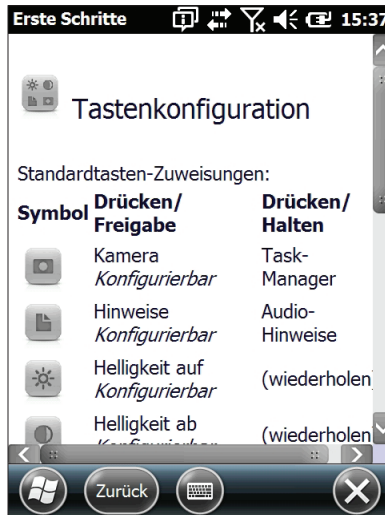 Erste Schritte 15:37
Tastenkonfiguration
Standardtasten-Zuweisungen:
Symbol Drücken/ Freigabe Drücken/ Halten
Kamera Task-
Konfigurierbar Manager
Hinweise Audio-
Konfigurierbar Hinweise
Helligkeit auf
Konfigurierbar (wiederholen)
Helligkeit ab
Konfigurierbar (wiederholen
Zurück